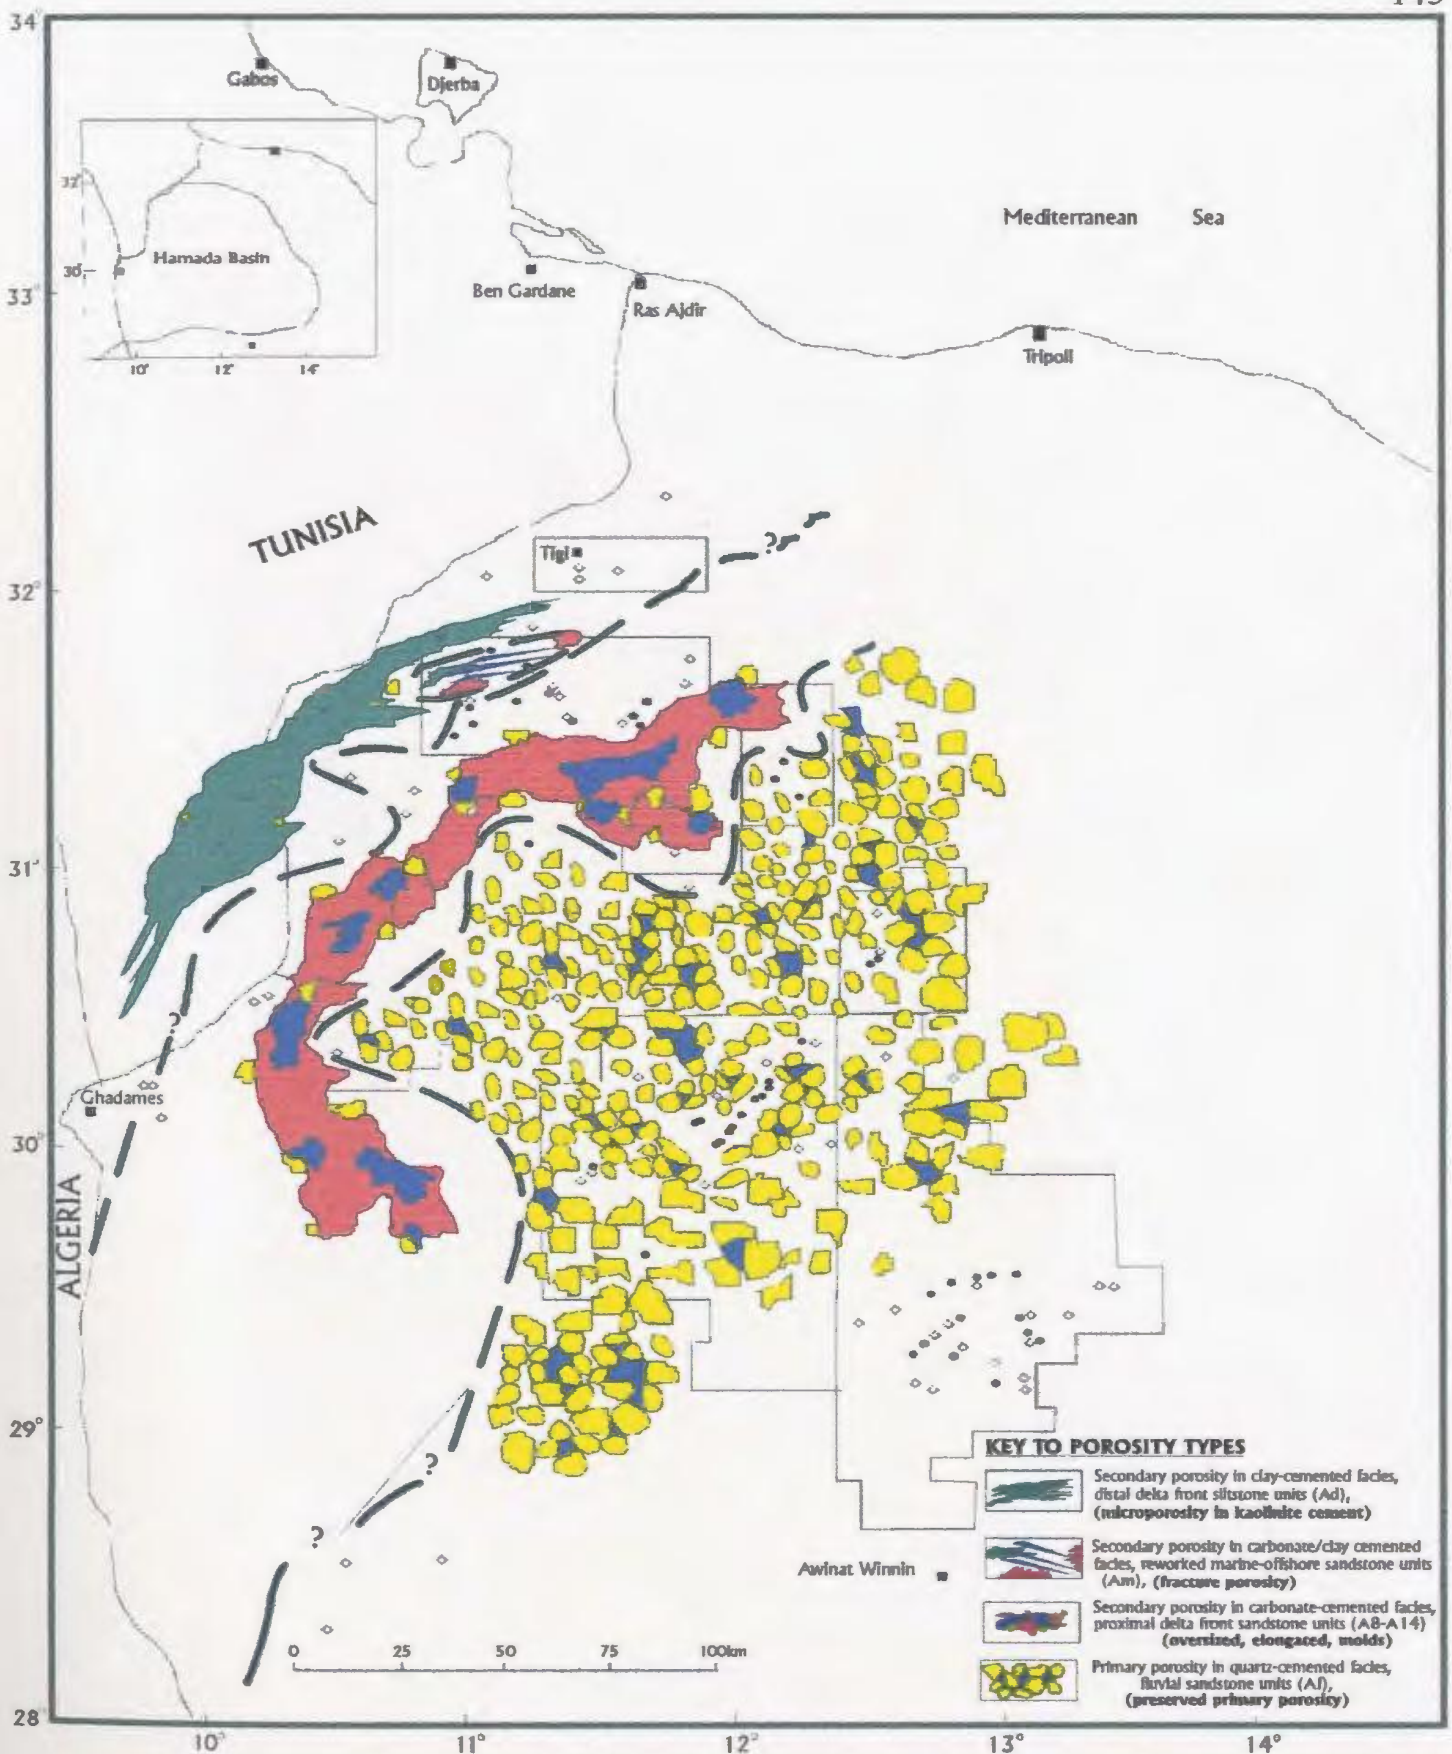 34°
Gabos
Djerba
32°
Hamada Basin
30°
10°
12°
14°
Mediterranean Sea
33°
Ben Gardane
Ras Ajdir
Tripoli
TUNISIA
Tigi
?
32°
31°
?
Ghadames
30°
ALGERIA
29°
?
?
KEY TO POROSITY TYPES
Secondary porosity in clay-cemented facies,
distal delta front siltstone units (Ad),
(microporosity in kaolinite cement)
Secondary porosity in carbonate/clay cemented
facies, reworked marine-offshore sandstone units
(Am), (fracture porosity)
Secondary porosity in carbonate-cemented facies,
proximal delta front sandstone units (A8-A14)
(oversized, elongated, molds)
Primary porosity in quartz-cemented facies,
fluvial sandstone units (Af),
(preserved primary porosity)
Awinat Winnin
0 25 50 75 100km
28°
10° 11° 12° 13° 14°